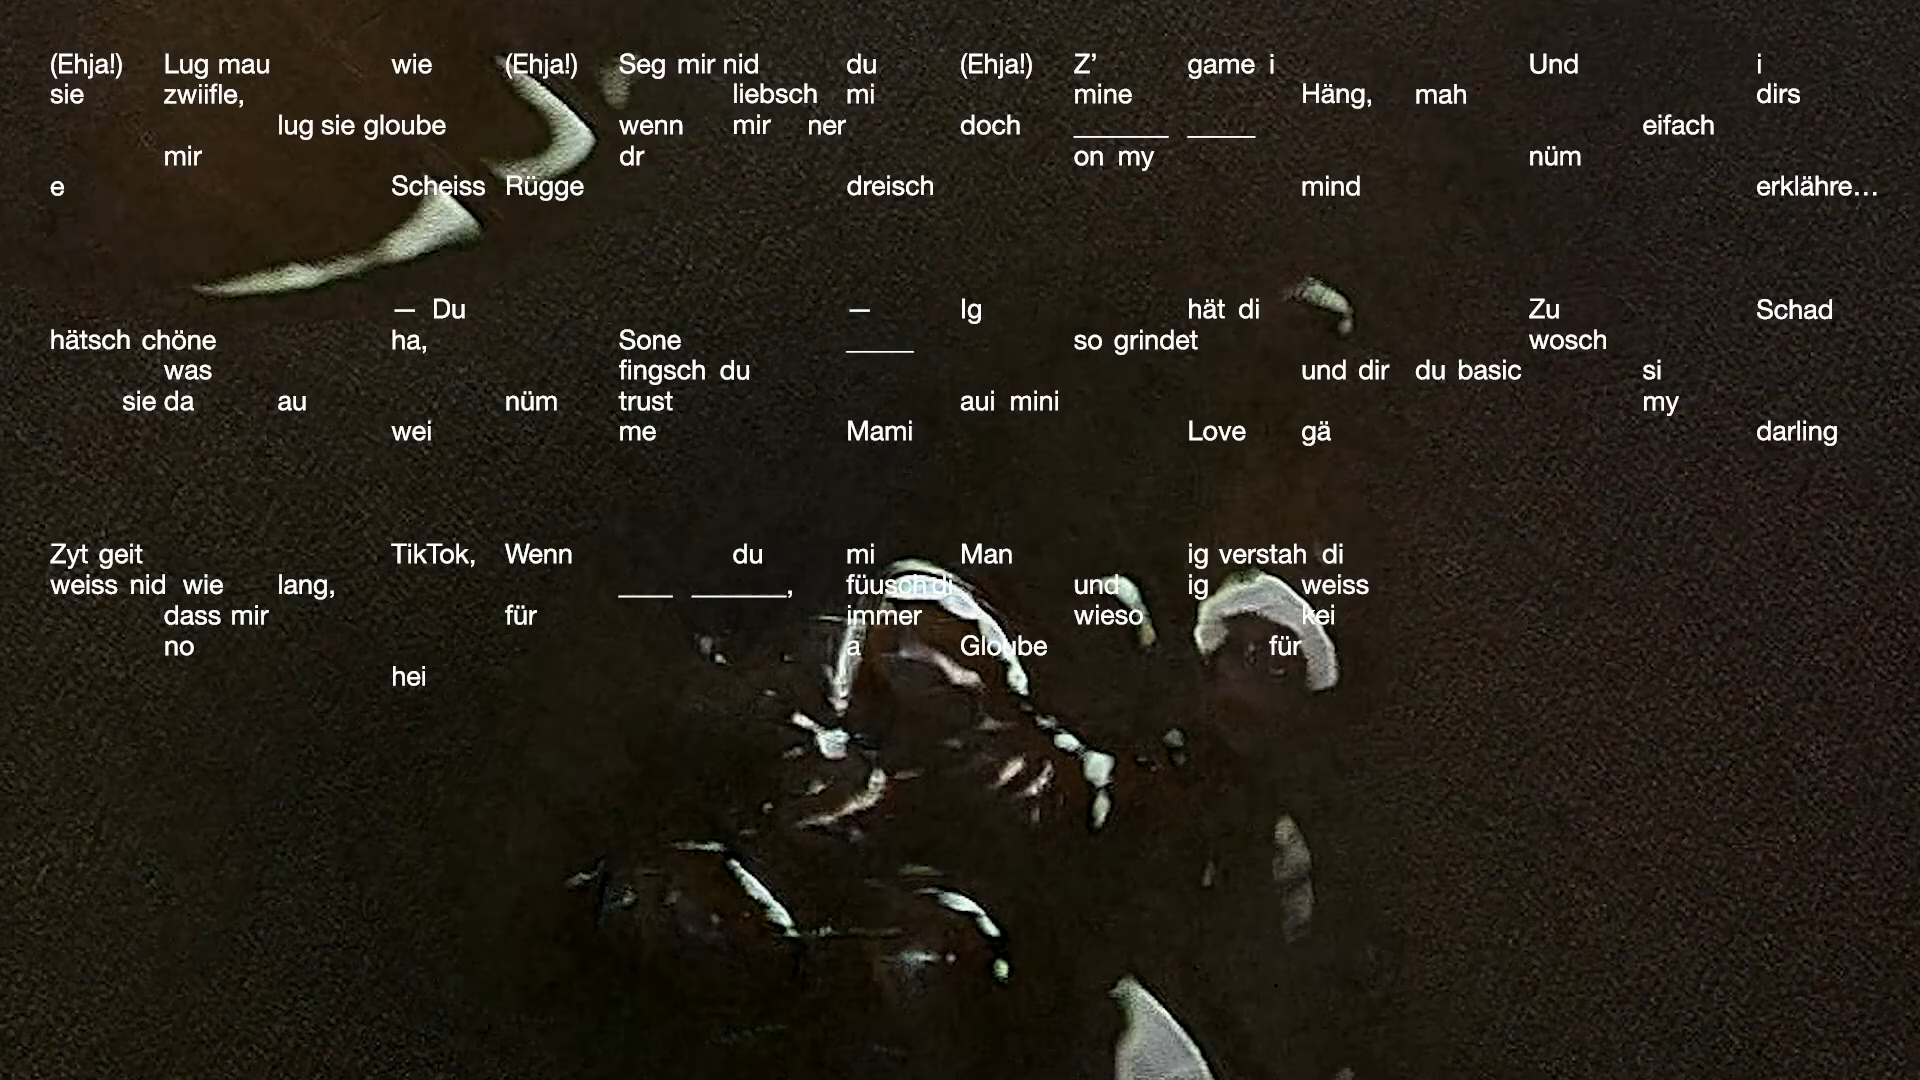 (Ehja!) Lug mau wie (Ehja!) Seg mir nid du (Ehja!) Z’ game i Und i
sie zwiifle, liebsch mi mine Häng, mah dirs
lug sie gloube wenn mir ner doch ______ ____ eifach
mir dr on my nüm
e Scheiss Rügge dreisch mind erklähre…
— Du — Ig hät di Zu Schad
hätsch chöne ha, Sone ____ so grindet wosch
was fingsch du und dir du basic si
sie da au nüm trust aui mini my
wei me Mami Love gä darling
Zyt geit TikTok, Wenn du mi Man ig verstah di
weiss nid wie lang, ___ ______, füusch di und ig weiss
dass mir für immer wieso kei
no a Gloube für
hei